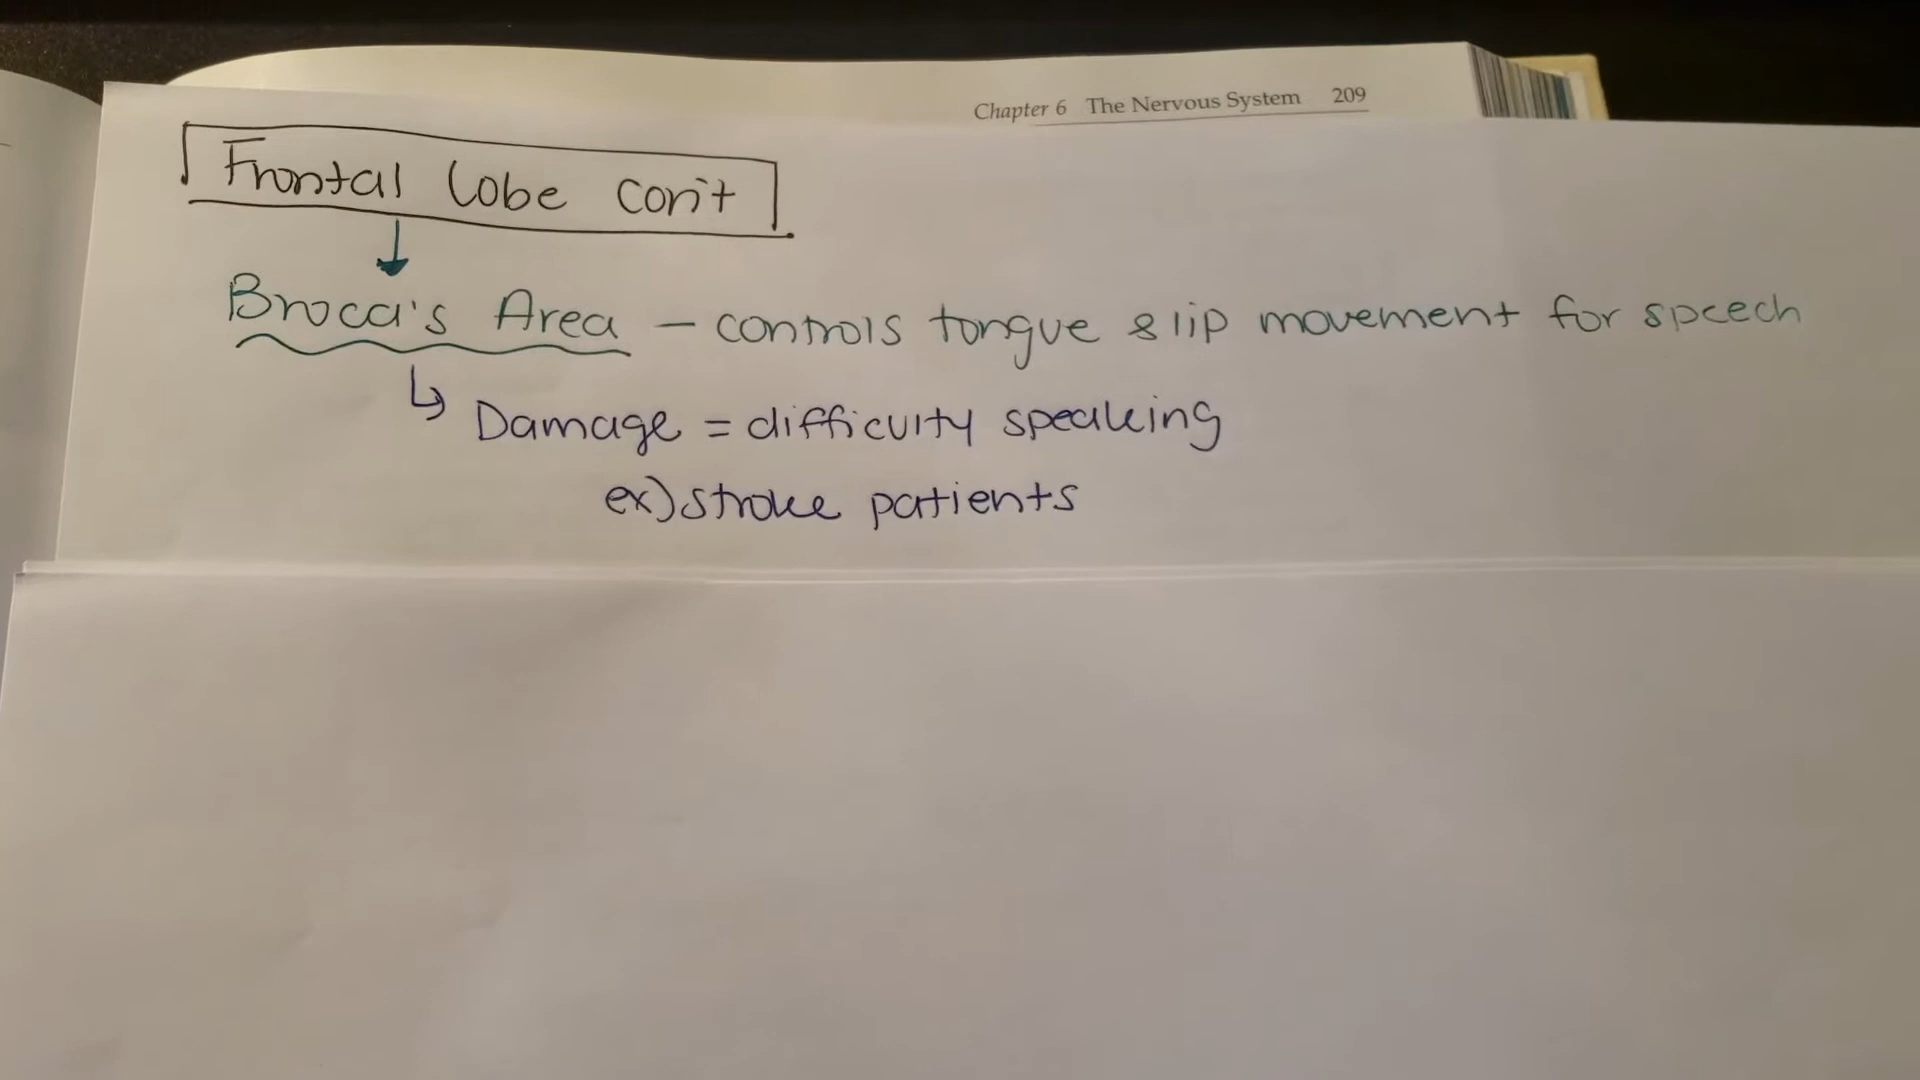 Chapter 6 The Nervous System 209
Frontal lobe con't
Broca's Area – controls tongue & lip movement for speech
↳ Damage = difficulty speaking
ex) stroke patients